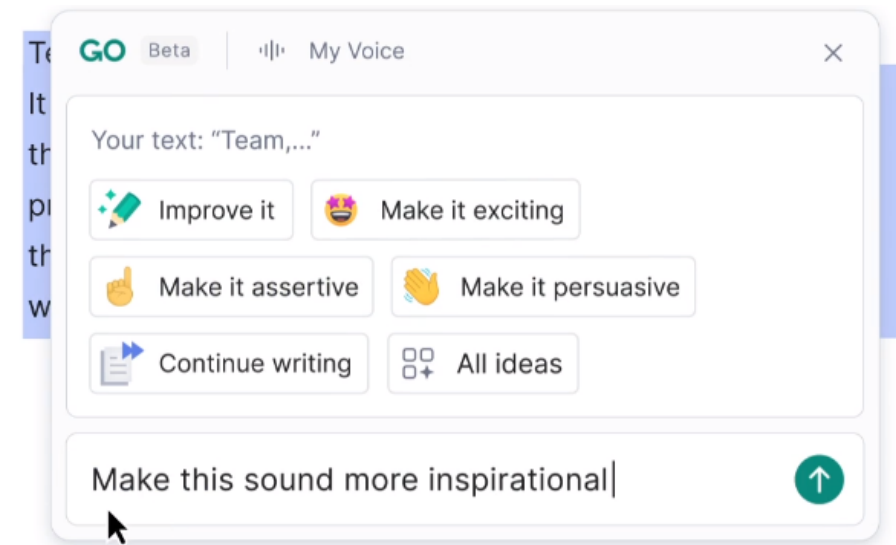 GO Beta My Voice
Your text: “Team,...”
Improve it Make it exciting
It
Make it assertive Make it persuasive
Continue writing All ideas
Make this sound more inspirational